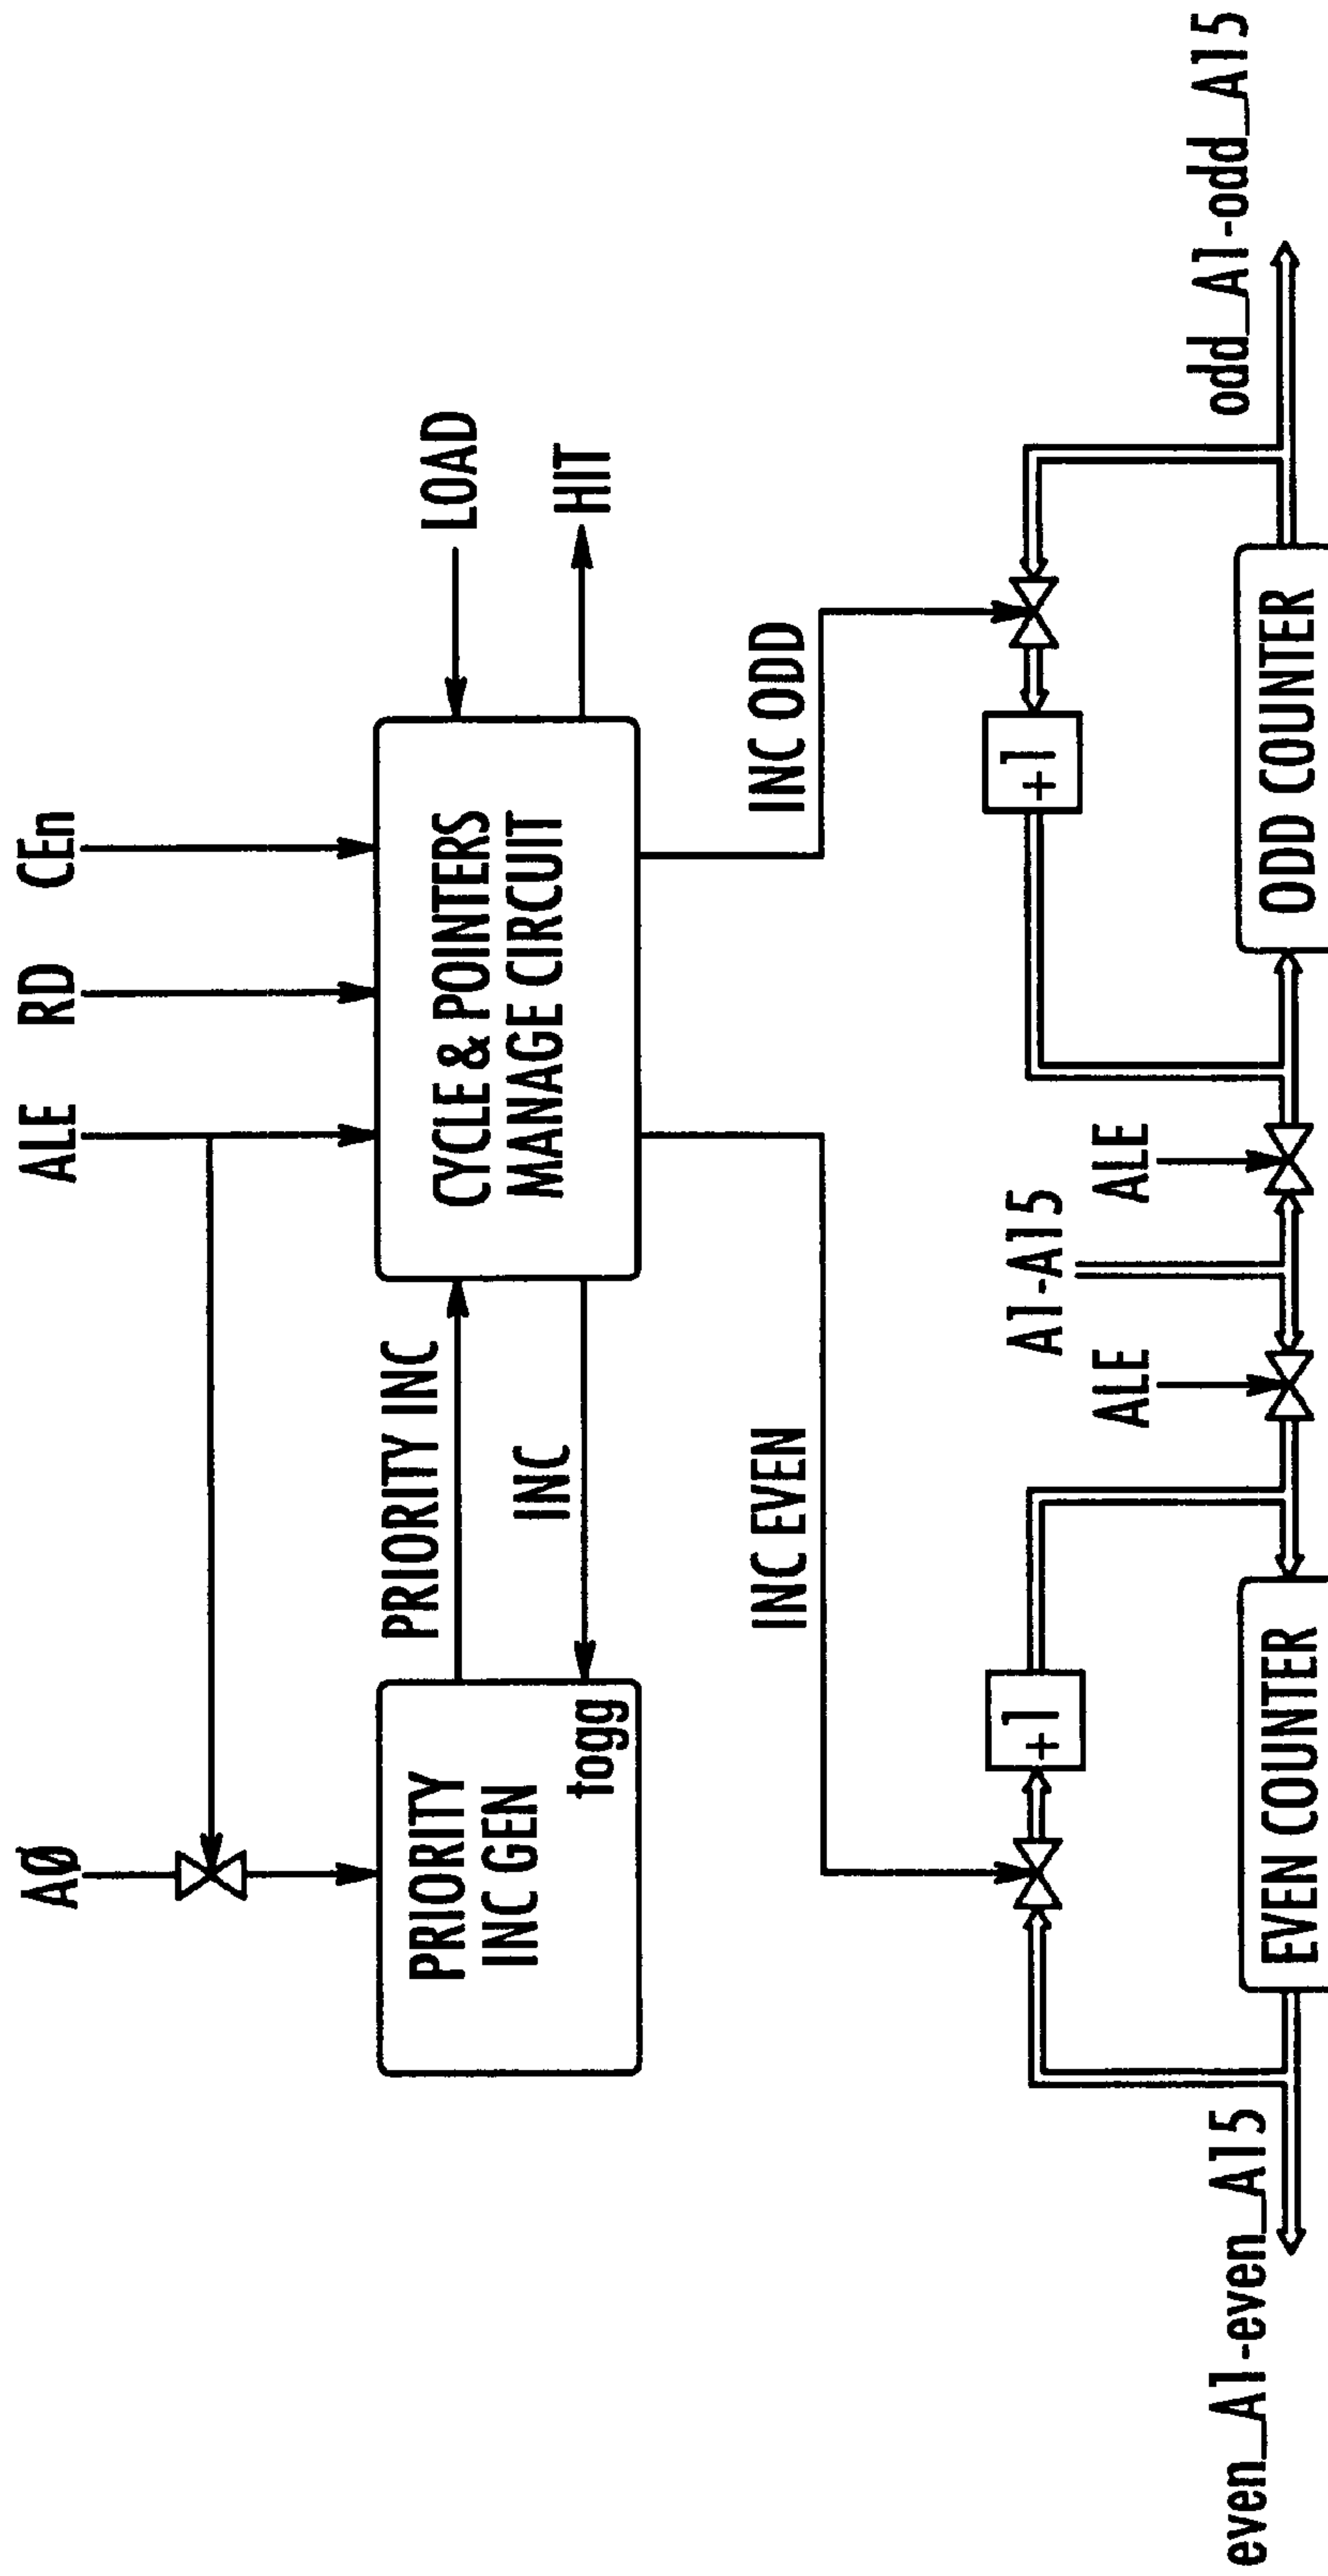 AØ
ALE
RD
CEn
PRIORITY
INC GEN
togg
PRIORITY INC
INC
CYCLE & POINTERS
MANAGE CIRCUIT
LOAD
HIT
INC EVEN
INC ODD
+1
+1
A1-A15
ALE
ALE
even_A1-even_A15
EVEN COUNTER
ODD COUNTER
odd_A1-odd_A15